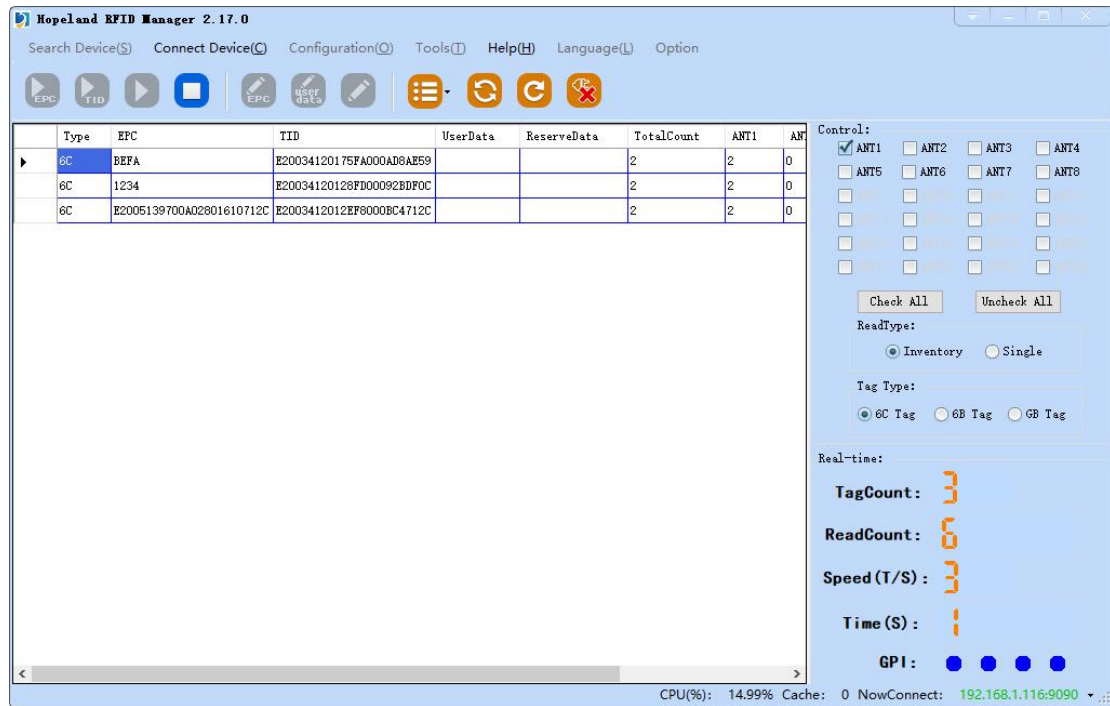 Hopeland RFID Manager 2.17.0
Search Device(S) Connect Device(C) Configuration(O) Tools(T) Help(H) Language(L) Option
EPC TID EPC user data
Type EPC TID UserData ReserveData TotalCount ANT1 ANT
6C BEFA E20034120175FA000AD8AE59 2 2 0
6C 1234 E20034120128FD00092BDF0C 2 2 0
6C E2005139700A02801610712C E2003412012EF8000BC4712C 2 2 0
Control:
ANT1 ANT2 ANT3 ANT4
ANT5 ANT6 ANT7 ANT8
Check All Uncheck All
ReadType:
Inventory Single
Tag Type:
6C Tag 6B Tag GB Tag
Real-time:
TagCount: 3
ReadCount: 6
Speed(T/S): 3
Time(S): 1
GPI:
CPU(%): 14.99% Cache: 0 NowConnect: 192.168.1.116:9090